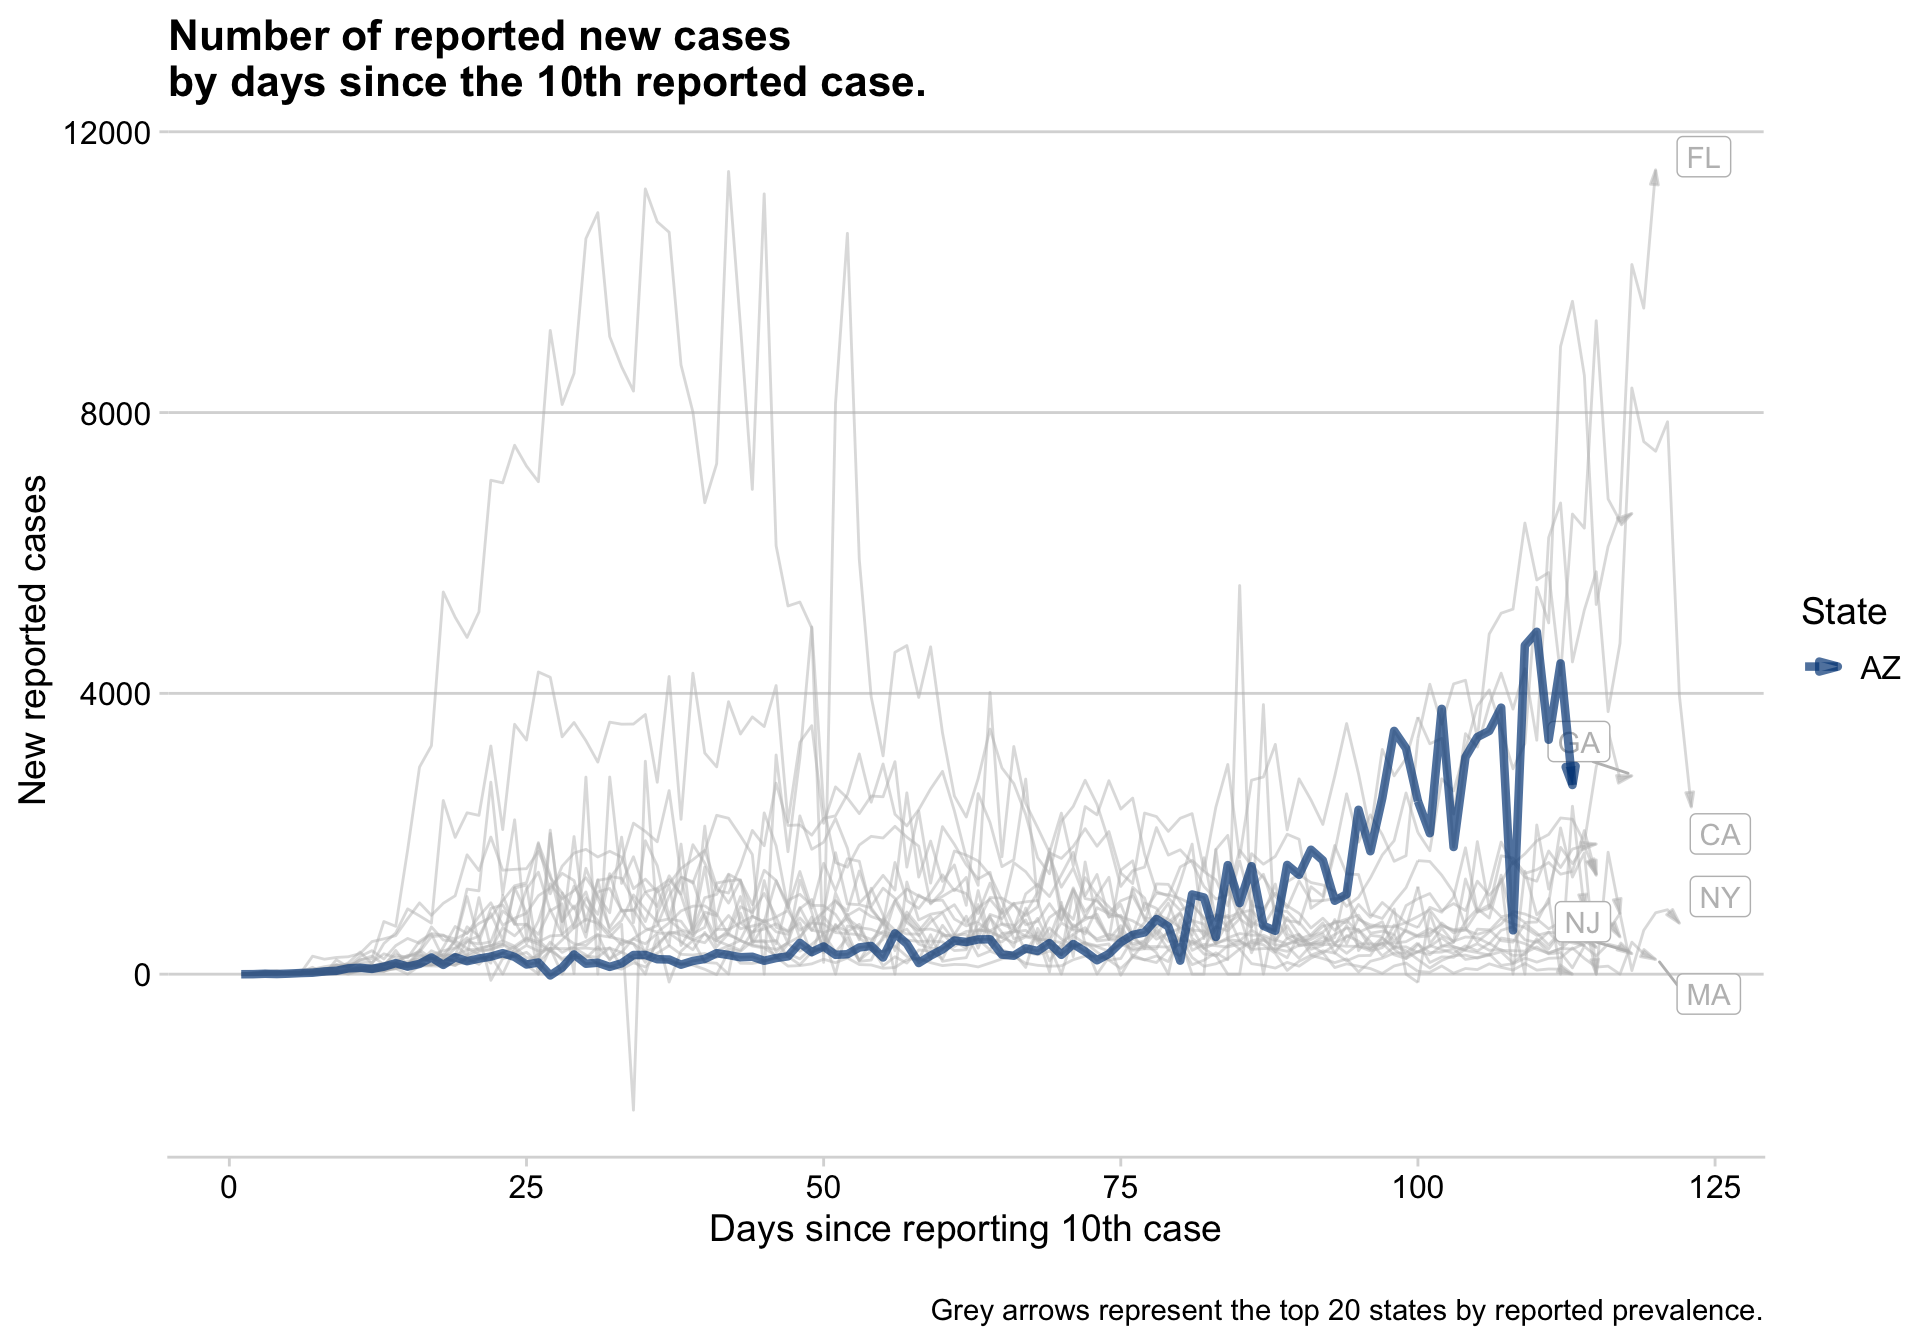 Number of reported new cases
by days since the 10th reported case.
12000
8000
4000
0
New reported cases
FL
GA
CA
NY
NJ
MA
State
AZ
0 25 50 75 100 125
Days since reporting 10th case
Grey arrows represent the top 20 states by reported prevalence.